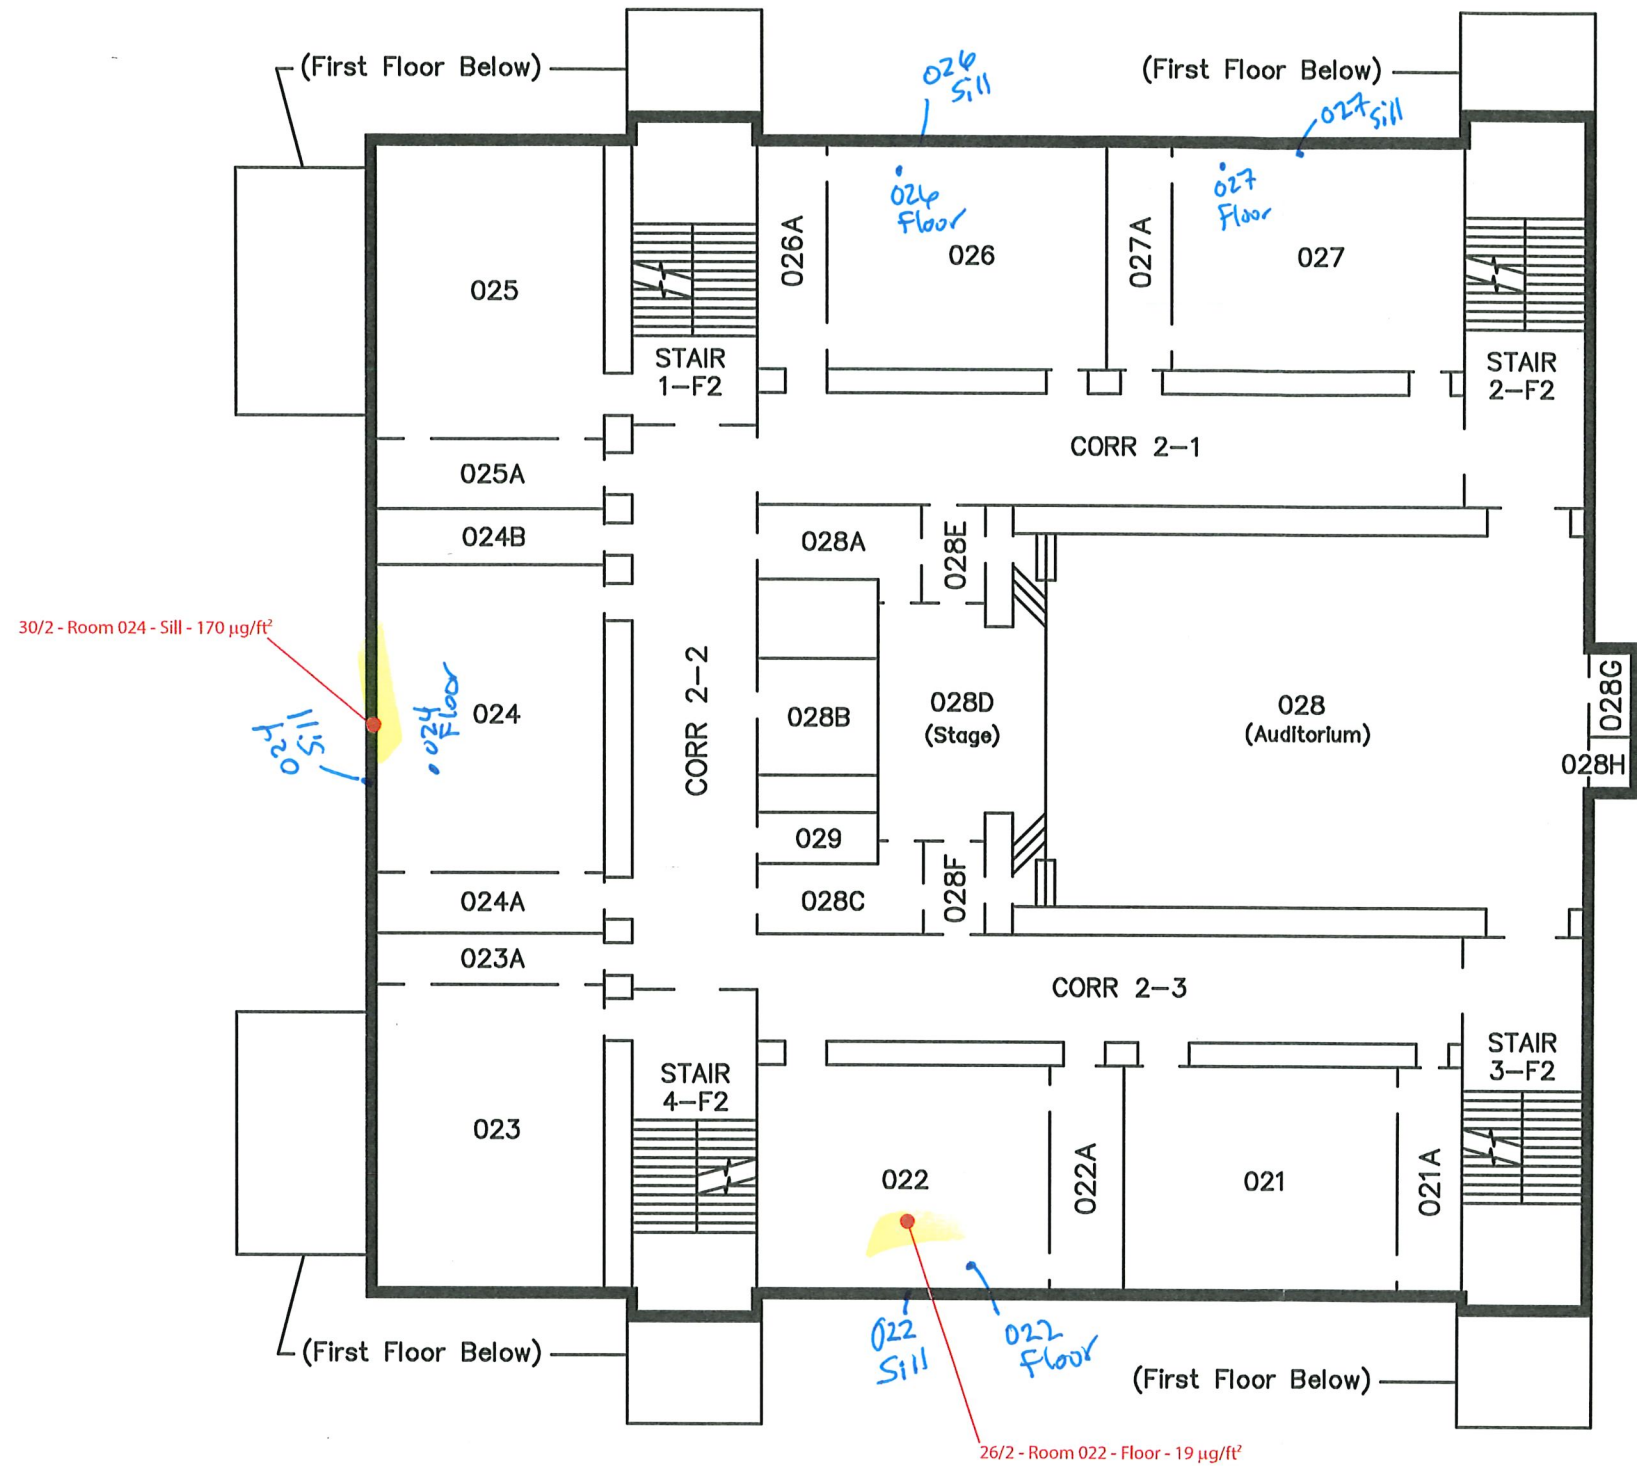 (First Floor Below)
(First Floor Below)
026
Sill
027 Sill
026
Floor
027
Floor
025
026A
026
027A
027
STAIR
1-F2
STAIR
2-F2
CORR 2-1
025A
024B
028A
028E
30/2 - Room 024 - Sill - 170 µg/ft²
024
Sill
024
Floor
024
CORR 2-2
028B
028D
(Stage)
028
(Auditorium)
028G
028H
029
028C
028F
024A
023A
CORR 2-3
STAIR
4-F2
STAIR
3-F2
023
022
022A
021
021A
022
Sill
022
Floor
(First Floor Below)
(First Floor Below)
26/2 - Room 022 - Floor - 19 µg/ft²